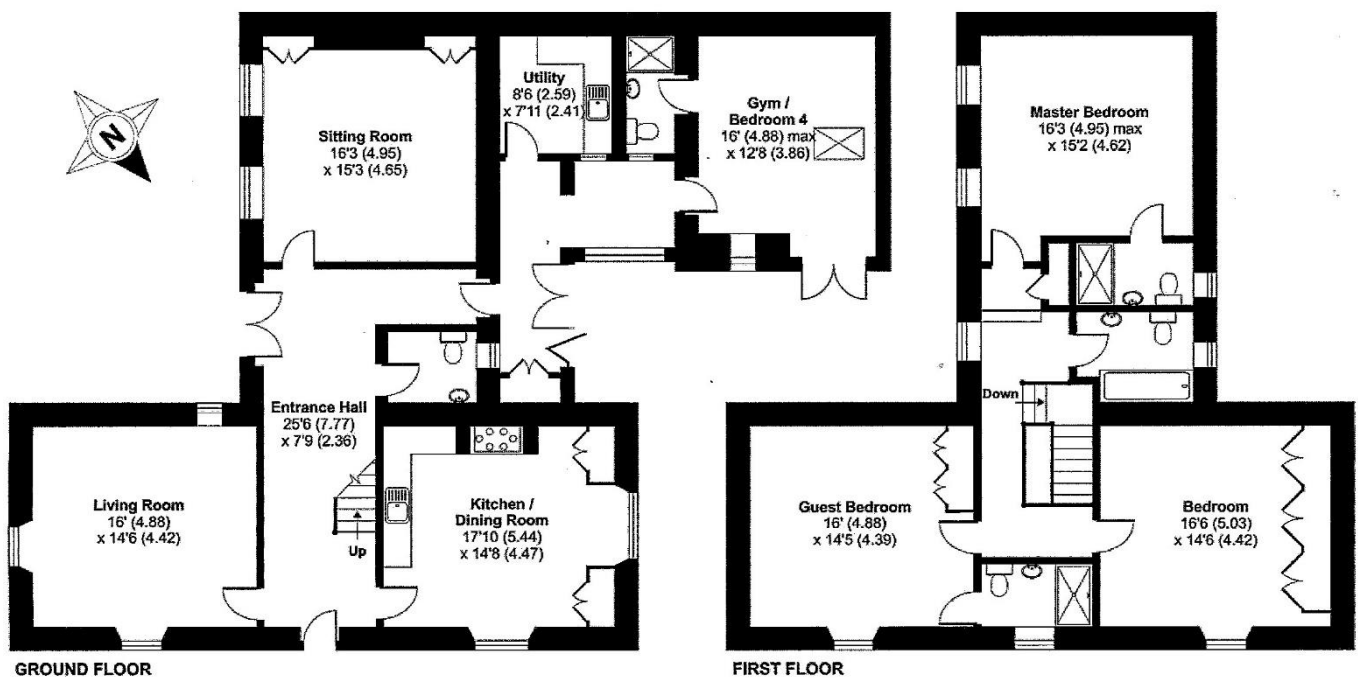 N
Sitting Room
16'3 (4.95)
x 15'3 (4.65)
Utility
8'6 (2.59)
x 7'11 (2.41)
Gym /
Bedroom 4
16' (4.88) max
x 12'8 (3.86)
Entrance Hall
25'6 (7.77)
x 7'9 (2.36)
Living Room
16' (4.88)
x 14'6 (4.42)
Up
Kitchen /
Dining Room
17'10 (5.44)
x 14'8 (4.47)
GROUND FLOOR
Master Bedroom
16'3 (4.95) max
x 15'2 (4.62)
Down
Guest Bedroom
16' (4.88)
x 14'5 (4.39)
Bedroom
16'6 (5.03)
x 14'6 (4.42)
FIRST FLOOR